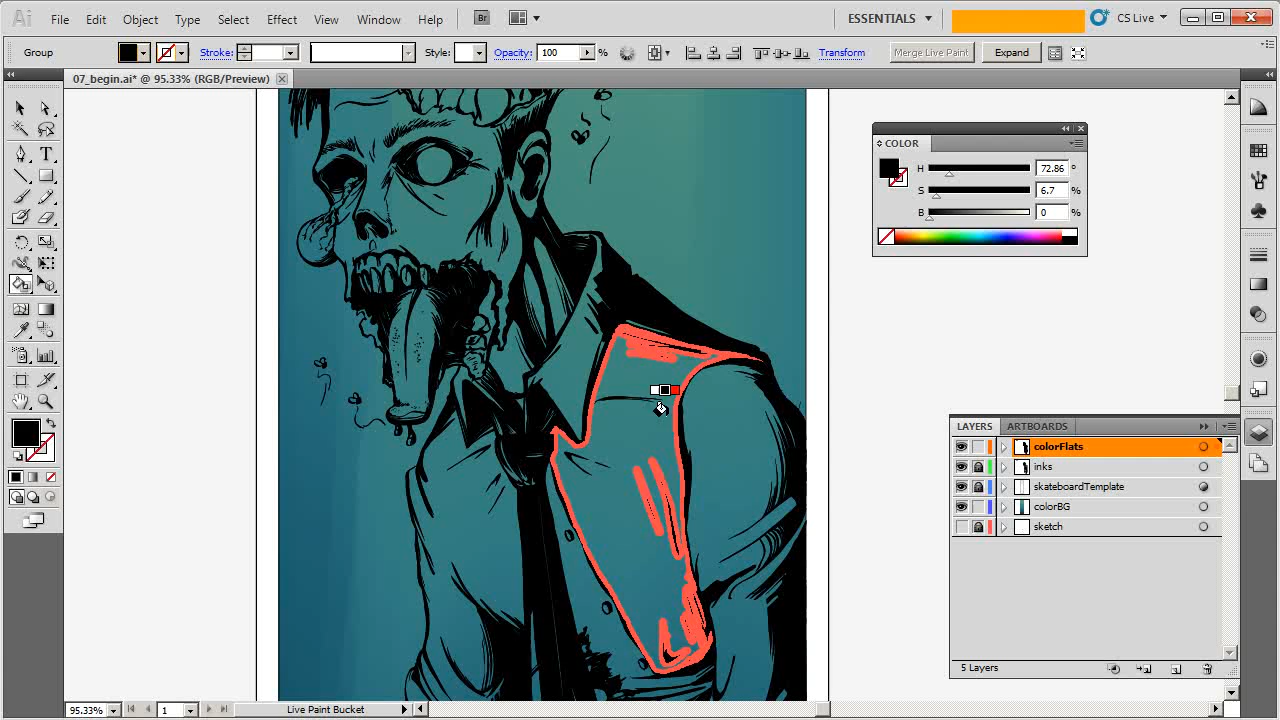 Ai File Edit Object Type Select Effect View Window Help Br ESSENTIALS CS Live
Group Stroke: Style: Opacity: 100 % Transform Merge Live Paint Expand
07_begin.ai* @ 95.33% (RGB/Preview)
COLOR
H 72.86 °
S 6.7 %
B 0 %
LAYERS ARTBOARDS
colorFlats
inks
skateboardTemplate
colorBG
sketch
5 Layers
95.33% 1 Live Paint Bucket